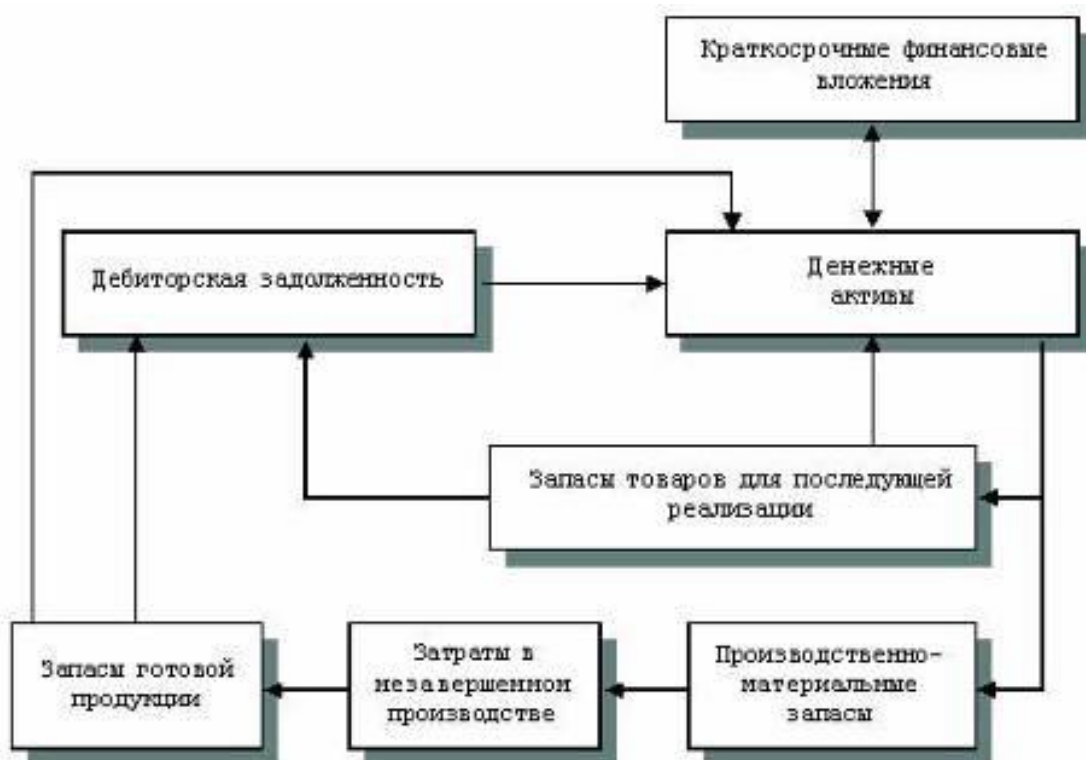 Краткосрочные финансовые
вложения
Дебиторская задолженность
Денежные
активы
Запасы товаров для последующей
реализации
Запасы готовой
продукции
Затраты в
незавершенном
производстве
Производственно-
материальные
запасы